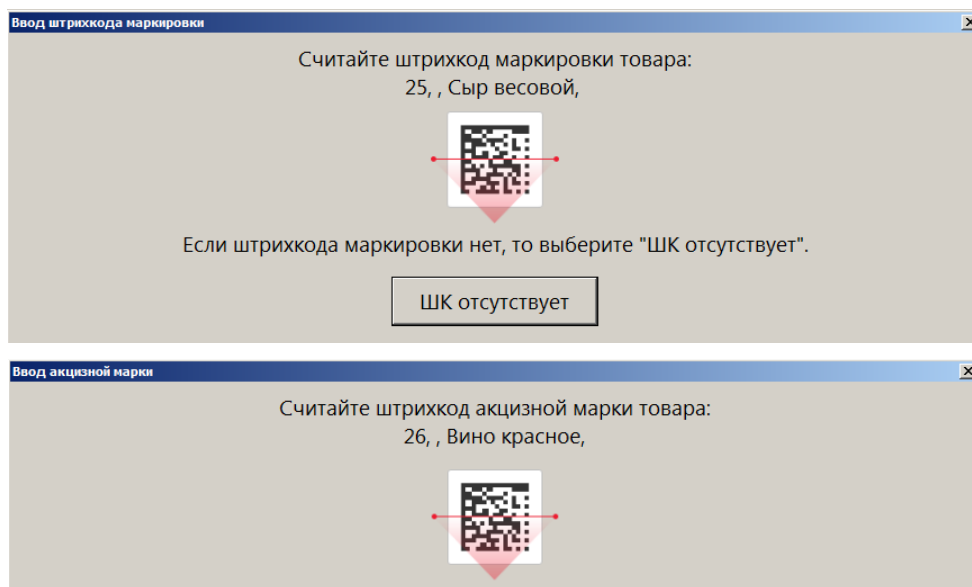 Ввод штрихкода маркировки
Считайте штрихкод маркировки товара:
25, , Сыр весовой,
Если штрихкода маркировки нет, то выберите "ШК отсутствует".
ШК отсутствует
Ввод акцизной марки
Считайте штрихкод акцизной марки товара:
26, , Вино красное,